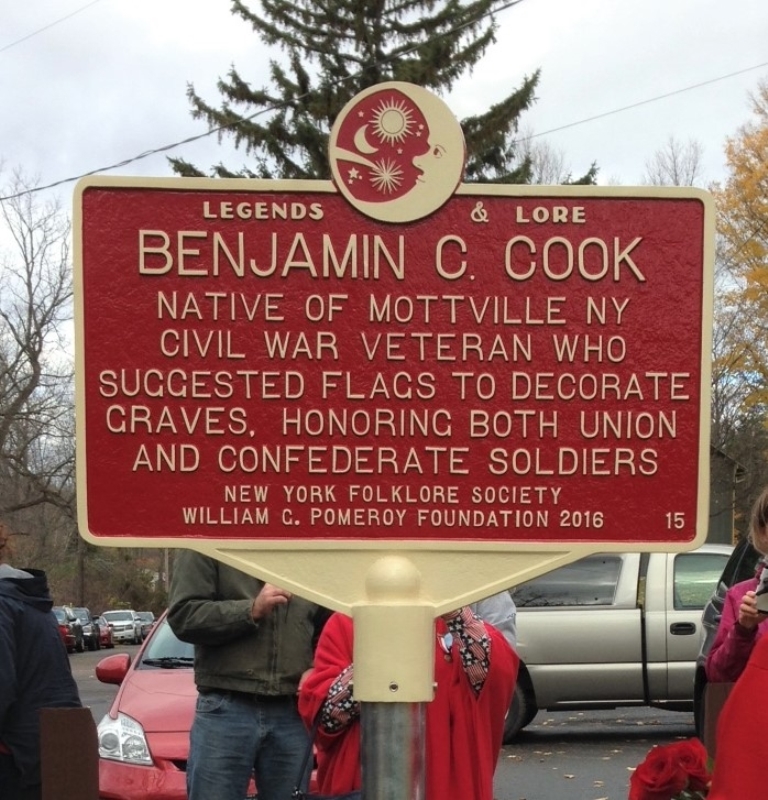 LEGENDS & LORE
BENJAMIN C. COOK
NATIVE OF MOTTVILLE NY
CIVIL WAR VETERAN WHO
SUGGESTED FLAGS TO DECORATE
GRAVES, HONORING BOTH UNION
AND CONFEDERATE SOLDIERS
NEW YORK FOLKLORE SOCIETY
WILLIAM G. POMEROY FOUNDATION 2016 15